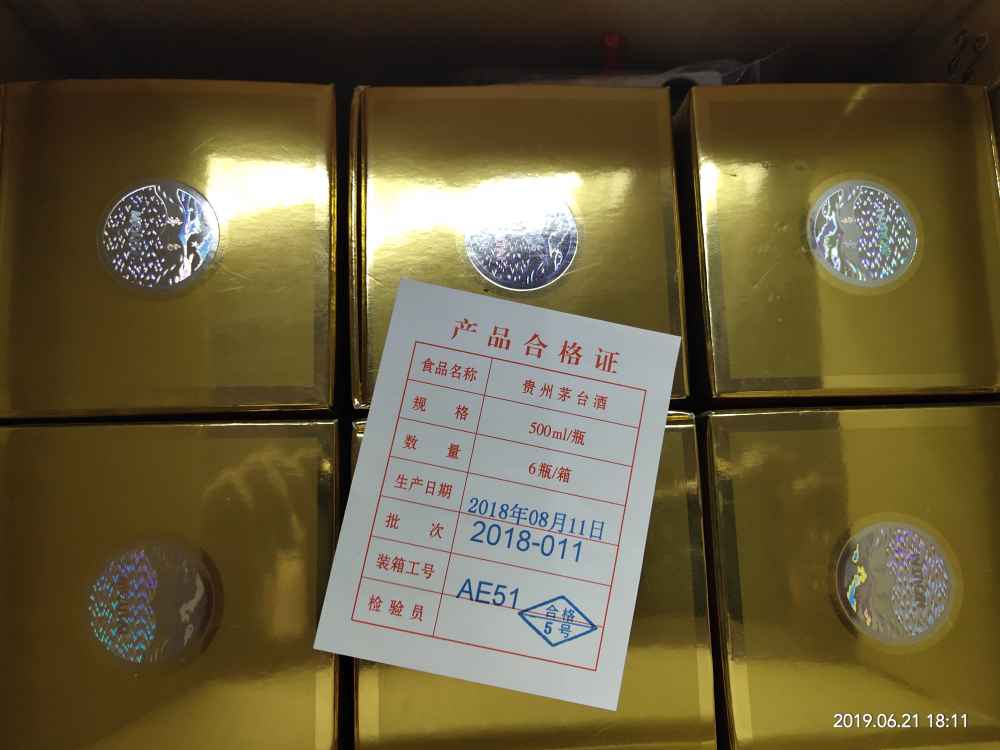 产品合格证
食品名称 贵州茅台酒
规 格 500ml/瓶
数 量 6瓶/箱
生产日期 2018年08月11日
批 次 2018-011
装箱工号 AE51
检验员 合格
5号
2019.06.21 18:11